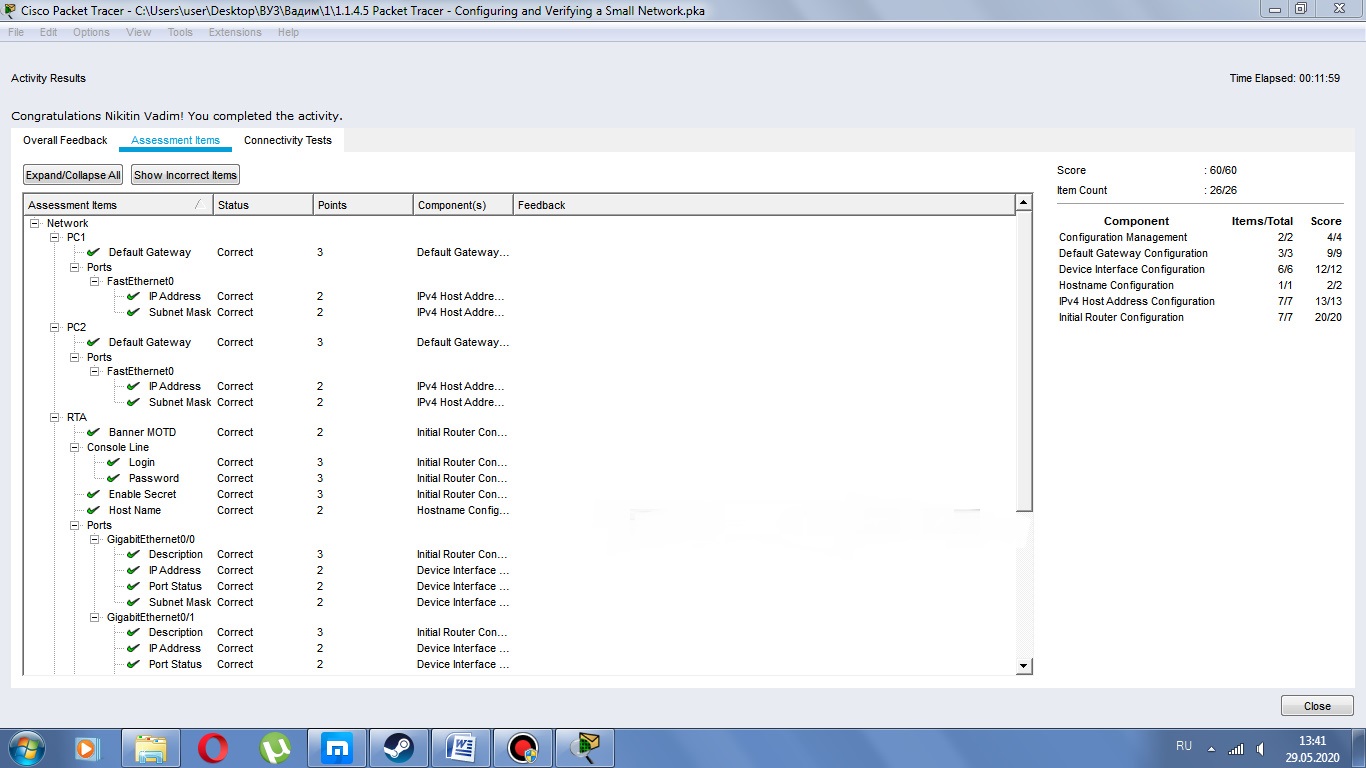 Cisco Packet Tracer - C:\Users\user\Desktop\ВУЗ\Вадим\1\1.1.4.5 Packet Tracer - Configuring and Verifying a Small Network.pka
File Edit Options View Tools Extensions Help
Activity Results Time Elapsed: 00:11:59
Congratulations Nikitin Vadim! You completed the activity.
Overall Feedback Assessment Items Connectivity Tests
Expand/Collapse All Show Incorrect Items
Assessment Items Status Points Component(s) Feedback
Network
PC1
Default Gateway Correct 3 Default Gateway...
Ports
FastEthernet0
IP Address Correct 2 IPv4 Host Addre...
Subnet Mask Correct 2 IPv4 Host Addre...
PC2
Default Gateway Correct 3 Default Gateway...
Ports
FastEthernet0
IP Address Correct 2 IPv4 Host Addre...
Subnet Mask Correct 2 IPv4 Host Addre...
RTA
Banner MOTD Correct 2 Initial Router Con...
Console Line
Login Correct 3 Initial Router Con...
Password Correct 3 Initial Router Con...
Enable Secret Correct 3 Initial Router Con...
Host Name Correct 2 Hostname Config...
Ports
GigabitEthernet0/0
Description Correct 3 Initial Router Con...
IP Address Correct 2 Device Interface ...
Port Status Correct 2 Device Interface ...
Subnet Mask Correct 2 Device Interface ...
GigabitEthernet0/1
Description Correct 3 Initial Router Con...
IP Address Correct 2 Device Interface ...
Port Status Correct 2 Device Interface ...
Score : 60/60
Item Count : 26/26
Component Items/Total Score
Configuration Management 2/2 4/4
Default Gateway Configuration 3/3 9/9
Device Interface Configuration 6/6 12/12
Hostname Configuration 1/1 2/2
IPv4 Host Address Configuration 7/7 13/13
Initial Router Configuration 7/7 20/20
Close
RU 13:41
29.05.2020